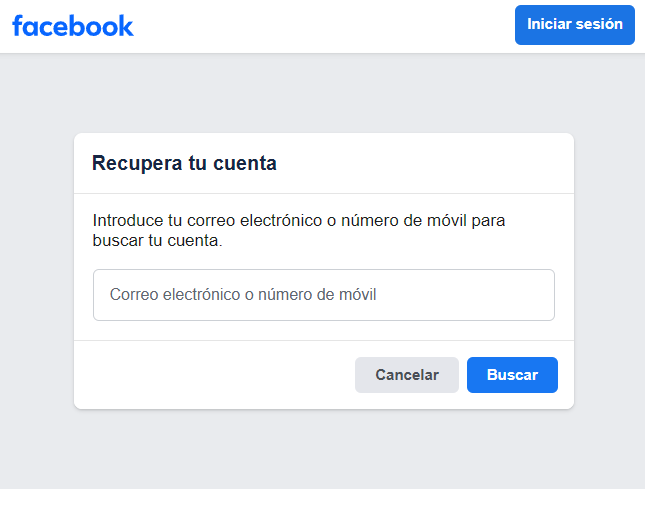 facebook
Iniciar sesión
Recupera tu cuenta
Introduce tu correo electrónico o número de móvil para
buscar tu cuenta.
Correo electrónico o número de móvil
Cancelar
Buscar